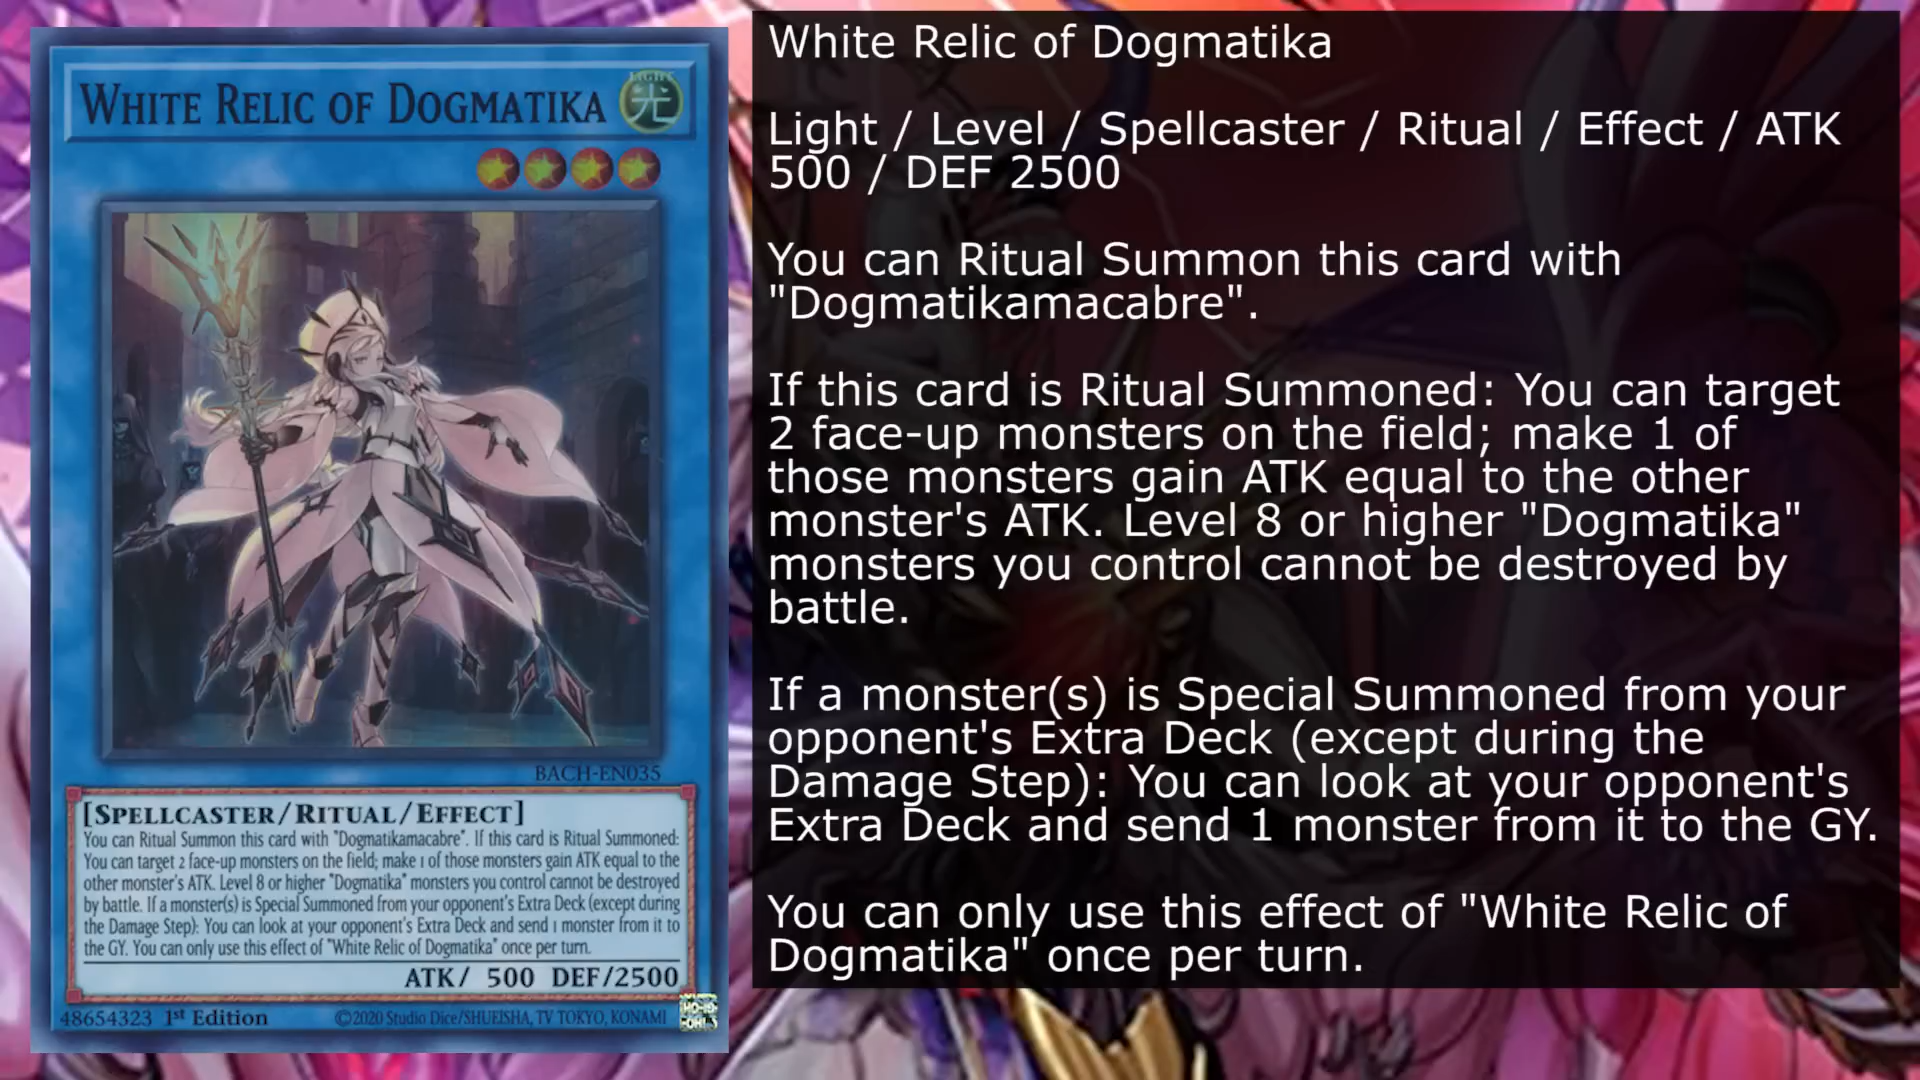 White Relic of Dogmatika
LIGHT
光
[Spellcaster/Ritual/Effect]
BACH-EN035
You can Ritual Summon this card with "Dogmatikamacabre". If this card is Ritual Summoned:
You can target 2 face-up monsters on the field; make 1 of those monsters gain ATK equal to the
other monster's ATK. Level 8 or higher "Dogmatika" monsters you control cannot be destroyed
by battle. If a monster(s) is Special Summoned from your opponent's Extra Deck (except during
the Damage Step): You can look at your opponent's Extra Deck and send 1 monster from it to
the GY. You can only use this effect of "White Relic of Dogmatika" once per turn.
ATK/ 500 DEF/2500
48654323 1st Edition
©2020 Studio Dice/SHUEISHA, TV TOKYO, KONAMI
White Relic of Dogmatika
Light / Level / Spellcaster / Ritual / Effect / ATK
500 / DEF 2500
You can Ritual Summon this card with
"Dogmatikamacabre".
If this card is Ritual Summoned: You can target
2 face-up monsters on the field; make 1 of
those monsters gain ATK equal to the other
monster's ATK. Level 8 or higher "Dogmatika"
monsters you control cannot be destroyed by
battle.
If a monster(s) is Special Summoned from your
opponent's Extra Deck (except during the
Damage Step): You can look at your opponent's
Extra Deck and send 1 monster from it to the GY.
You can only use this effect of "White Relic of
Dogmatika" once per turn.